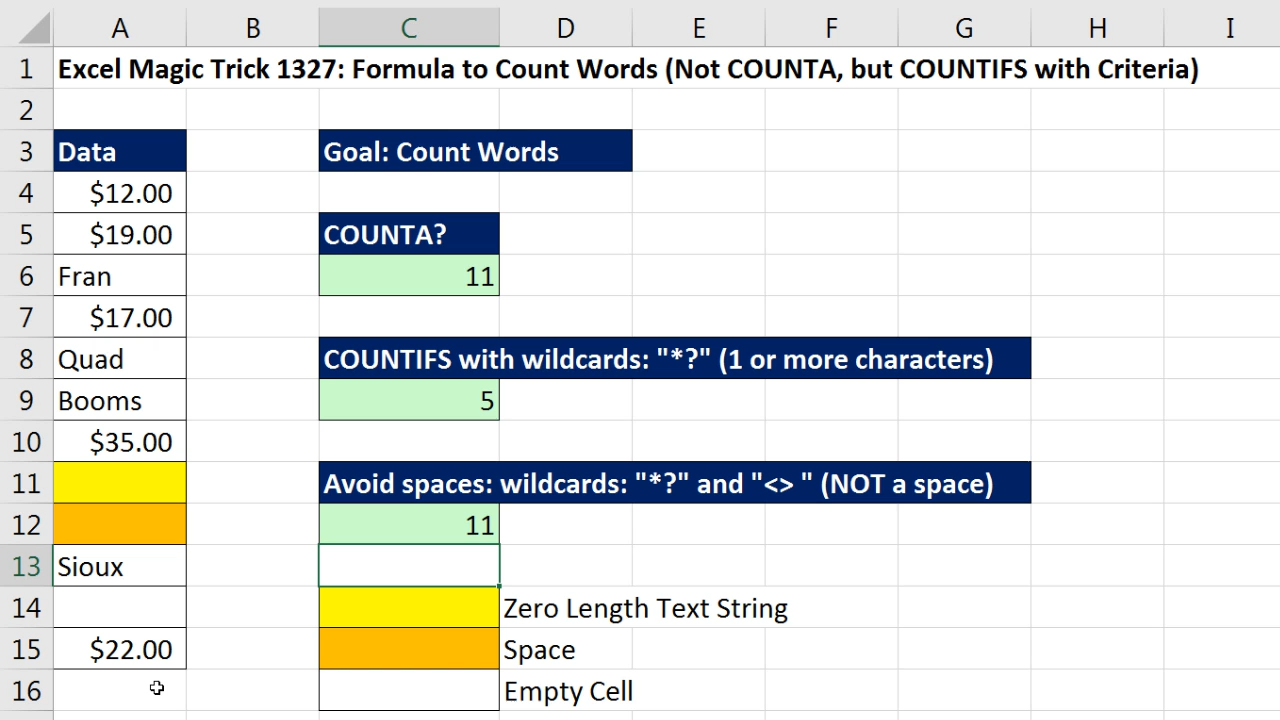 A B C D E F G H I
1 Excel Magic Trick 1327: Formula to Count Words (Not COUNTA, but COUNTIFS with Criteria)
2
3 Data Goal: Count Words
4 $12.00
5 $19.00 COUNTA?
6 Fran 11
7 $17.00
8 Quad COUNTIFS with wildcards: "*?" (1 or more characters)
9 Booms 5
10 $35.00
11 Avoid spaces: wildcards: "*?" and "<> " (NOT a space)
12 11
13 Sioux
14 Zero Length Text String
15 $22.00 Space
16 Empty Cell